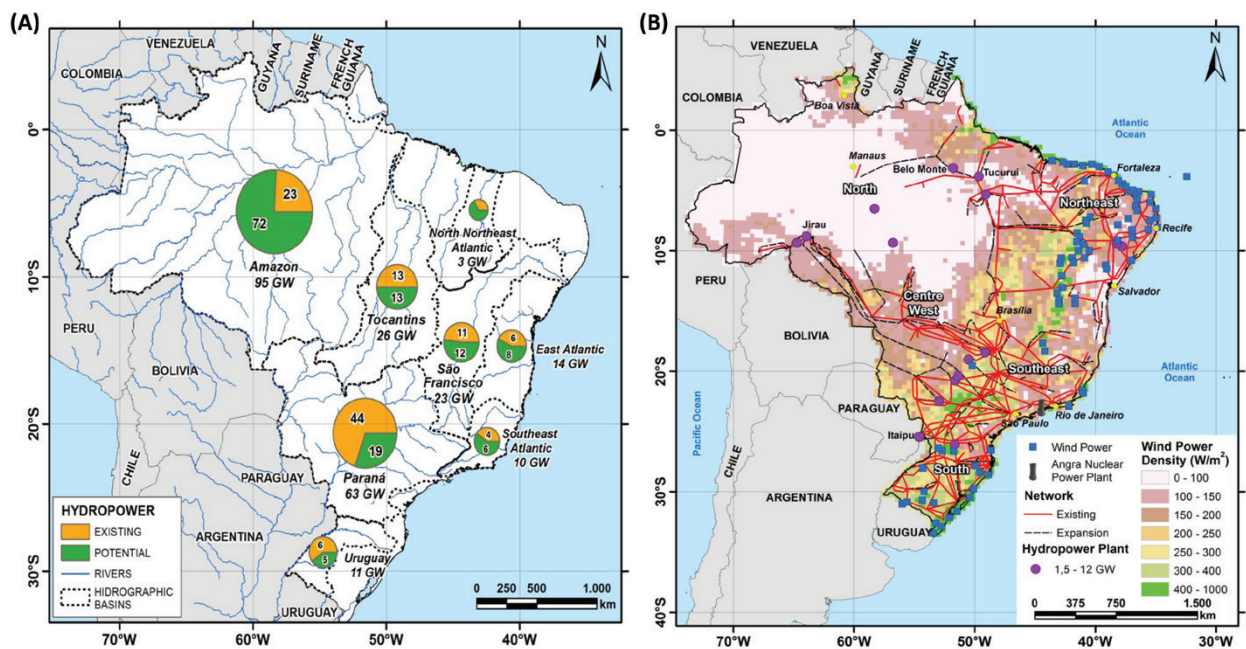 (A)
N
VENEZUELA
COLOMBIA
GUYANA
SURINAME
FRENCH
GUIANA
0°
10°S
20°S
30°S
23
72
Amazon
95 GW
North Northeast
Atlantic
3 GW
13
13
Tocantins
26 GW
11
12
São
Francisco
23 GW
6
8
East Atlantic
14 GW
44
19
Paraná
63 GW
4
6
Southeast
Atlantic
10 GW
6
5
Uruguay
11 GW
PERU
BOLIVIA
CHILE
PARAGUAY
ARGENTINA
URUGUAY
HYDROPOWER
EXISTING
POTENTIAL
RIVERS
HIDROGRAPHIC
BASINS
0 250 500 1.000
km
70°W 60°W 50°W 40°W
(B)
N
VENEZUELA
COLOMBIA
GUYANA
SURINAME
FRENCH
GUIANA
Boa Vista
Atlantic
Ocean
0°
10°S
20°S
30°S
40°S
Manaus
Belo Monte
Tucuruí
Fortaleza
North
Northeast
Recife
Jirau
PERU
Salvador
Centre
West
Brasília
BOLIVIA
Southeast
Atlantic
Ocean
PARAGUAY
Rio de Janeiro
São Paulo
Itaipu
Pacific Ocean
CHILE
South
ARGENTINA
URUGUAY
Wind Power
Angra Nuclear
Power Plant
Network
Existing
Expansion
Hydropower Plant
1,5 - 12 GW
Wind Power
Density (W/m²)
0 - 100
100 - 150
150 - 200
200 - 250
250 - 300
300 - 400
400 - 1000
0 375 750 1.500
km
70°W 60°W 50°W 40°W 30°W